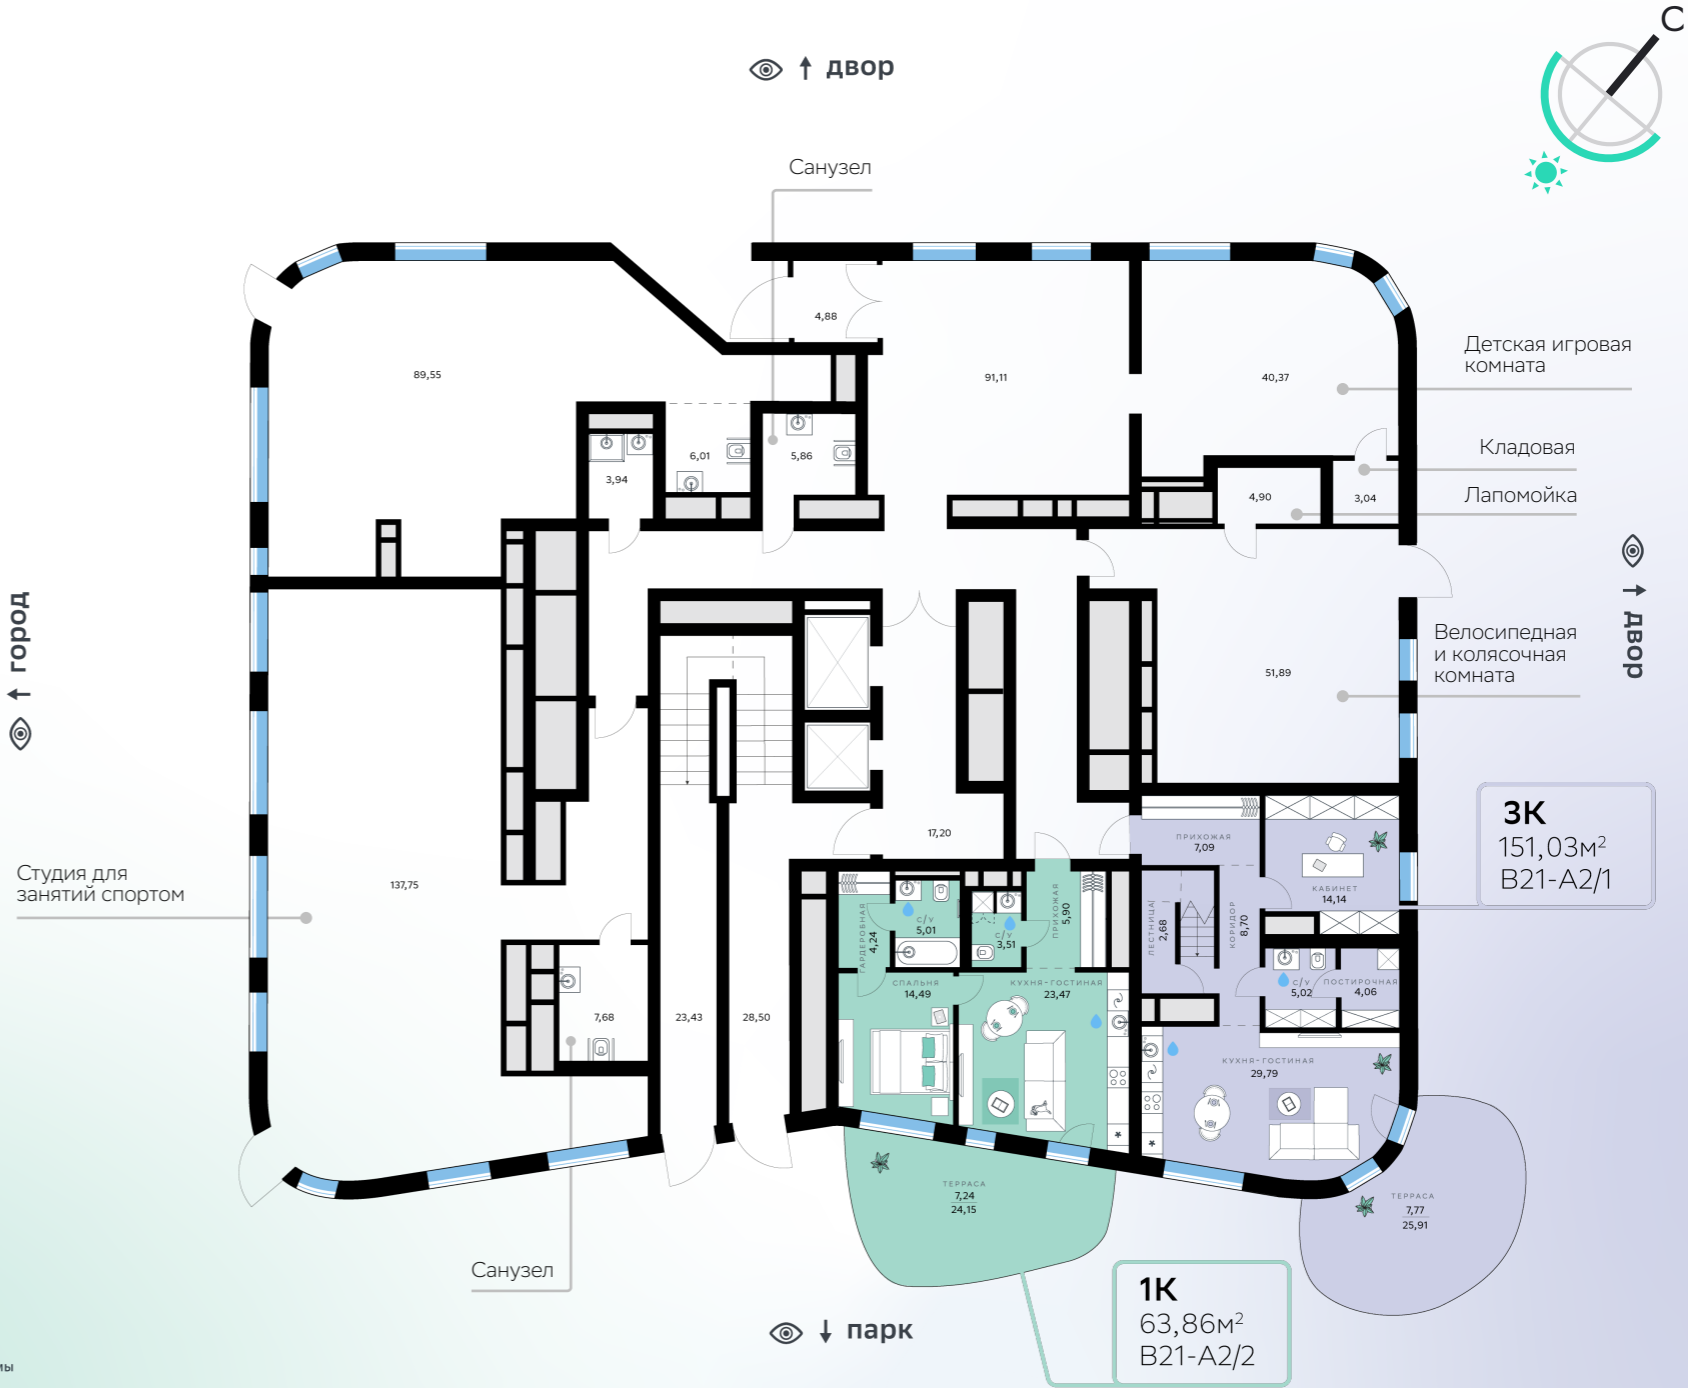 С
двор
Санузел
4,88
89,55
91,11
40,37
Детская игровая
комната
Кладовая
6,01
5,86
3,94
4,90
3,04
Лапомойка
город
двор
Велосипедная
и колясочная
комната
51,89
17,20
3К
151,03м²
В21-А2/1
ПРИХОЖАЯ
7,09
КАБИНЕТ
14,14
Студия для
занятий спортом
137,75
ГАРДЕРОБНАЯ
4,24
С/У
5,01
С/У
3,51
ПРИХОЖАЯ
5,90
ЛЕСТНИЦА
2,68
КОРИДОР
8,70
СПАЛЬНЯ
14,49
КУХНЯ-ГОСТИНАЯ
23,47
С/У
5,02
ПОСТИРОЧНАЯ
4,06
7,68
23,43
28,50
КУХНЯ-ГОСТИНАЯ
29,79
ТЕРРАСА
7,24
24,15
ТЕРРАСА
7,77
25,91
Санузел
парк
1К
63,86м²
В21-А2/2
мы